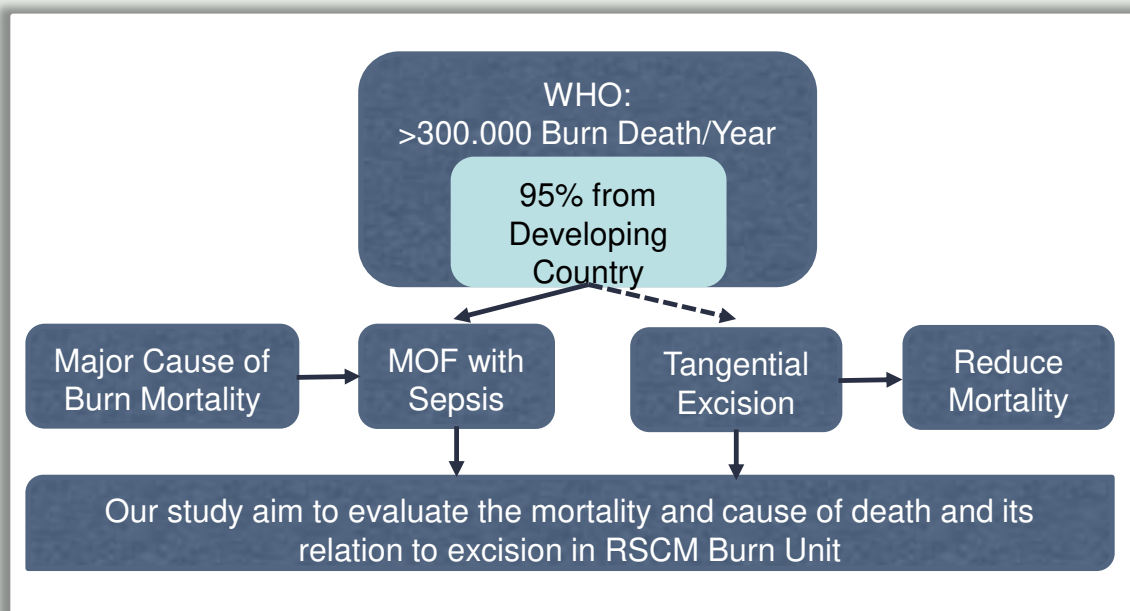 WHO:
>300.000 Burn Death/Year
95% from
Developing
Country
Major Cause of
Burn Mortality
MOF with
Sepsis
Tangential
Excision
Reduce
Mortality
Our study aim to evaluate the mortality and cause of death and its
relation to excision in RSCM Burn Unit